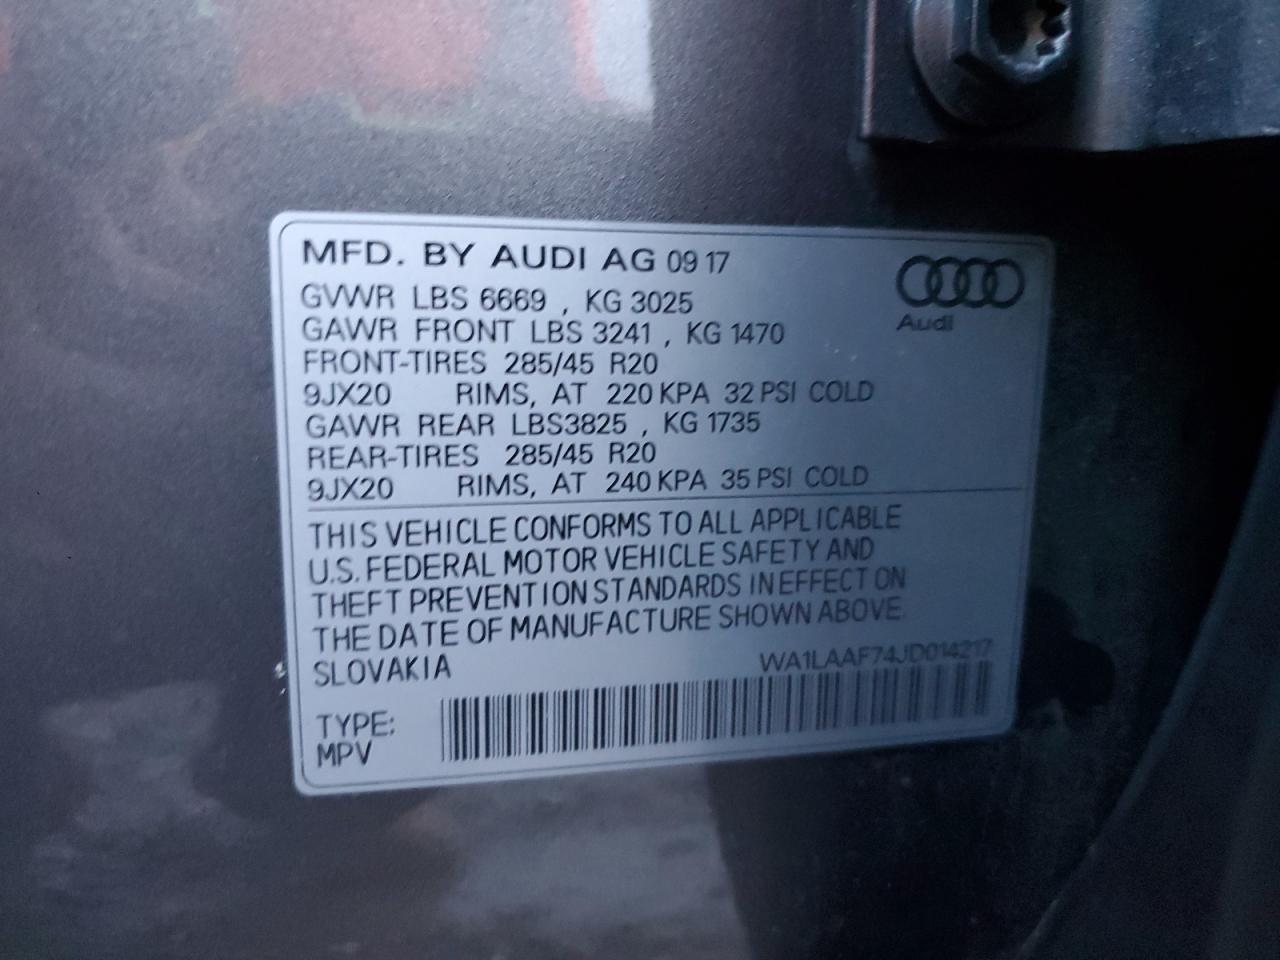 MFD. BY AUDI AG 09 17
Audi
GVWR LBS 6669 , KG 3025
GAWR FRONT LBS 3241 , KG 1470
FRONT-TIRES 285/45 R20
9JX20 RIMS, AT 220 KPA 32 PSI COLD
GAWR REAR LBS3825 , KG 1735
REAR-TIRES 285/45 R20
9JX20 RIMS, AT 240 KPA 35 PSI COLD
THIS VEHICLE CONFORMS TO ALL APPLICABLE
U.S. FEDERAL MOTOR VEHICLE SAFETY AND
THEFT PREVENTION STANDARDS IN EFFECT ON
THE DATE OF MANUFACTURE SHOWN ABOVE.
SLOVAKIA WA1LAAF74JD014217
TYPE:
MPV